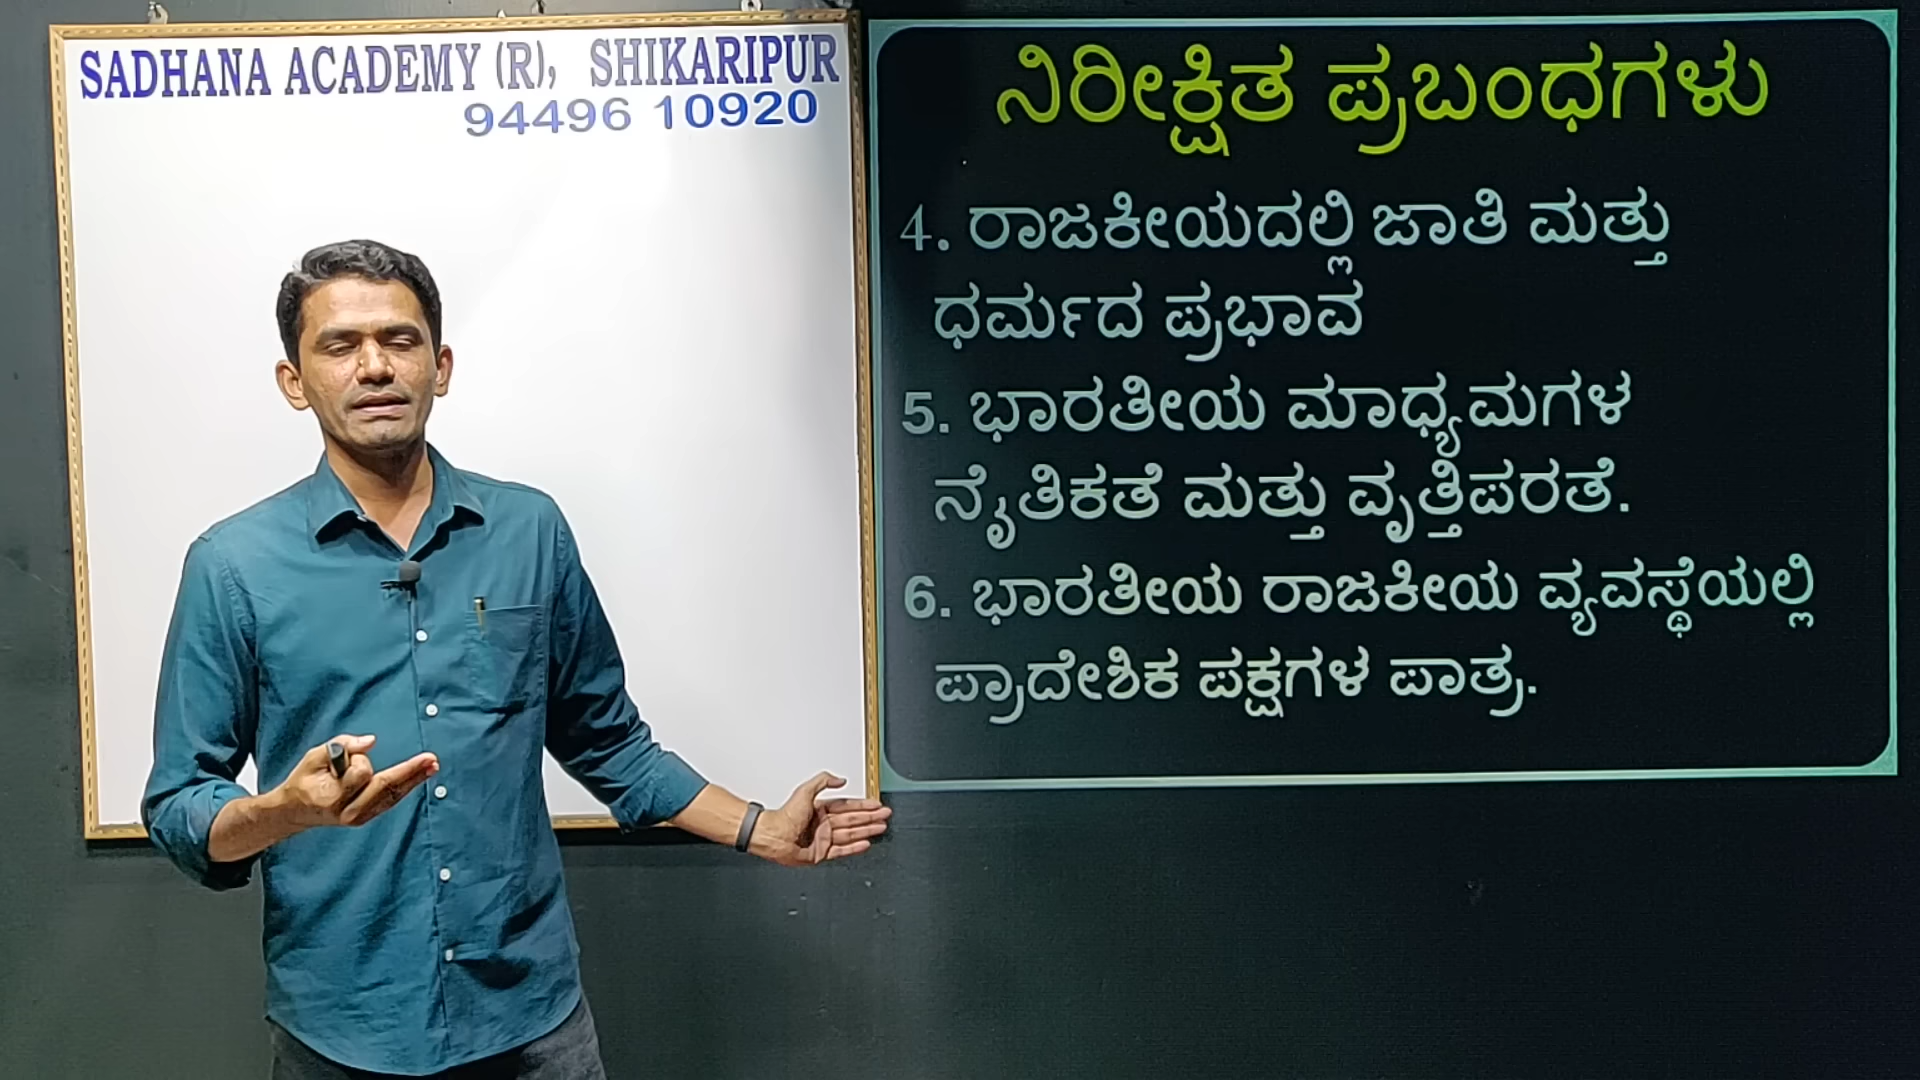 SADHANA ACADEMY (R), SHIKARIPUR
94496 10920
ನಿರೀಕ್ಷಿತ ಪ್ರಬಂಧಗಳು
4. ರಾಜಕೀಯದಲ್ಲಿ ಜಾತಿ ಮತ್ತು
ಧರ್ಮದ ಪ್ರಭಾವ
5. ಭಾರತೀಯ ಮಾಧ್ಯಮಗಳ
ನೈತಿಕತೆ ಮತ್ತು ವೃತ್ತಿಪರತೆ.
6. ಭಾರತೀಯ ರಾಜಕೀಯ ವ್ಯವಸ್ಥೆಯಲ್ಲಿ
ಪ್ರಾದೇಶಿಕ ಪಕ್ಷಗಳ ಪಾತ್ರ.